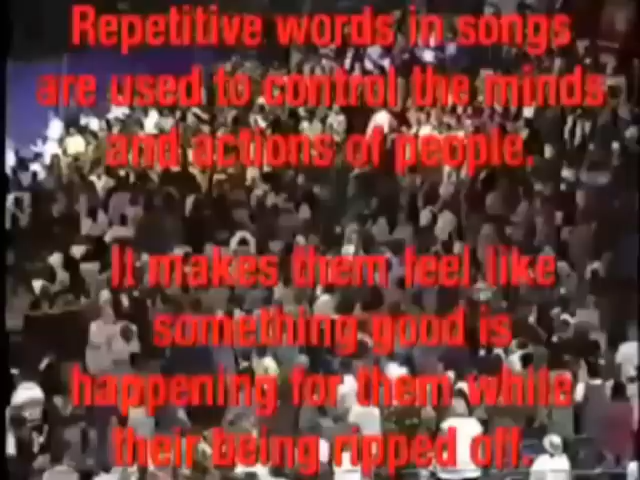 Repetitive words in songs
are used to control the minds
and actions of people.
It makes them feel like
something good is
happening for them while
their being ripped off.